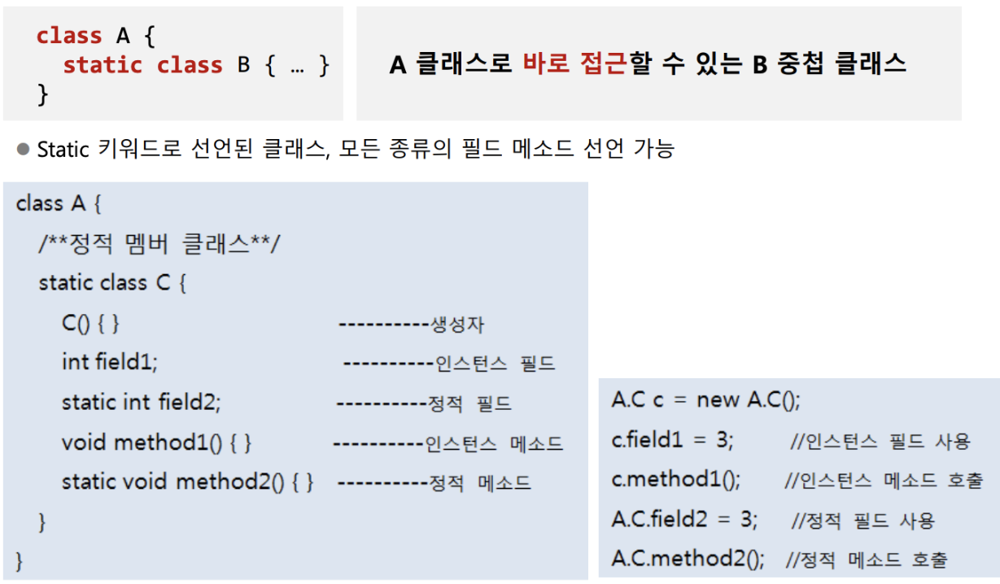 class A {
static class B { … }
}
A 클래스로 바로 접근할 수 있는 B 중첩 클래스
● Static 키워드로 선언된 클래스, 모든 종류의 필드 메소드 선언 가능
class A {
/**정적 멤버 클래스**/
static class C {
C() { } ----------생성자
int field1; ----------인스턴스 필드
static int field2; ----------정적 필드
void method1() { } ----------인스턴스 메소드
static void method2() { } ----------정적 메소드
}
}
A.C c = new A.C();
c.field1 = 3; //인스턴스 필드 사용
c.method1(); //인스턴스 메소드 호출
A.C.field2 = 3; //정적 필드 사용
A.C.method2(); //정적 메소드 호출